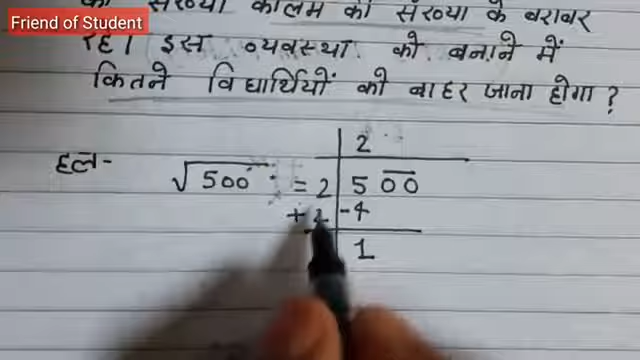 Friend of Student
की संख्या कॉलम की संख्या के बराबर
रहे। इस व्यवस्था को बनाने में
कितने विद्यार्थियों को बाहर जाना होगा?
हल-
2
√500 = 2 | 5 00
+ 2 | -4
1